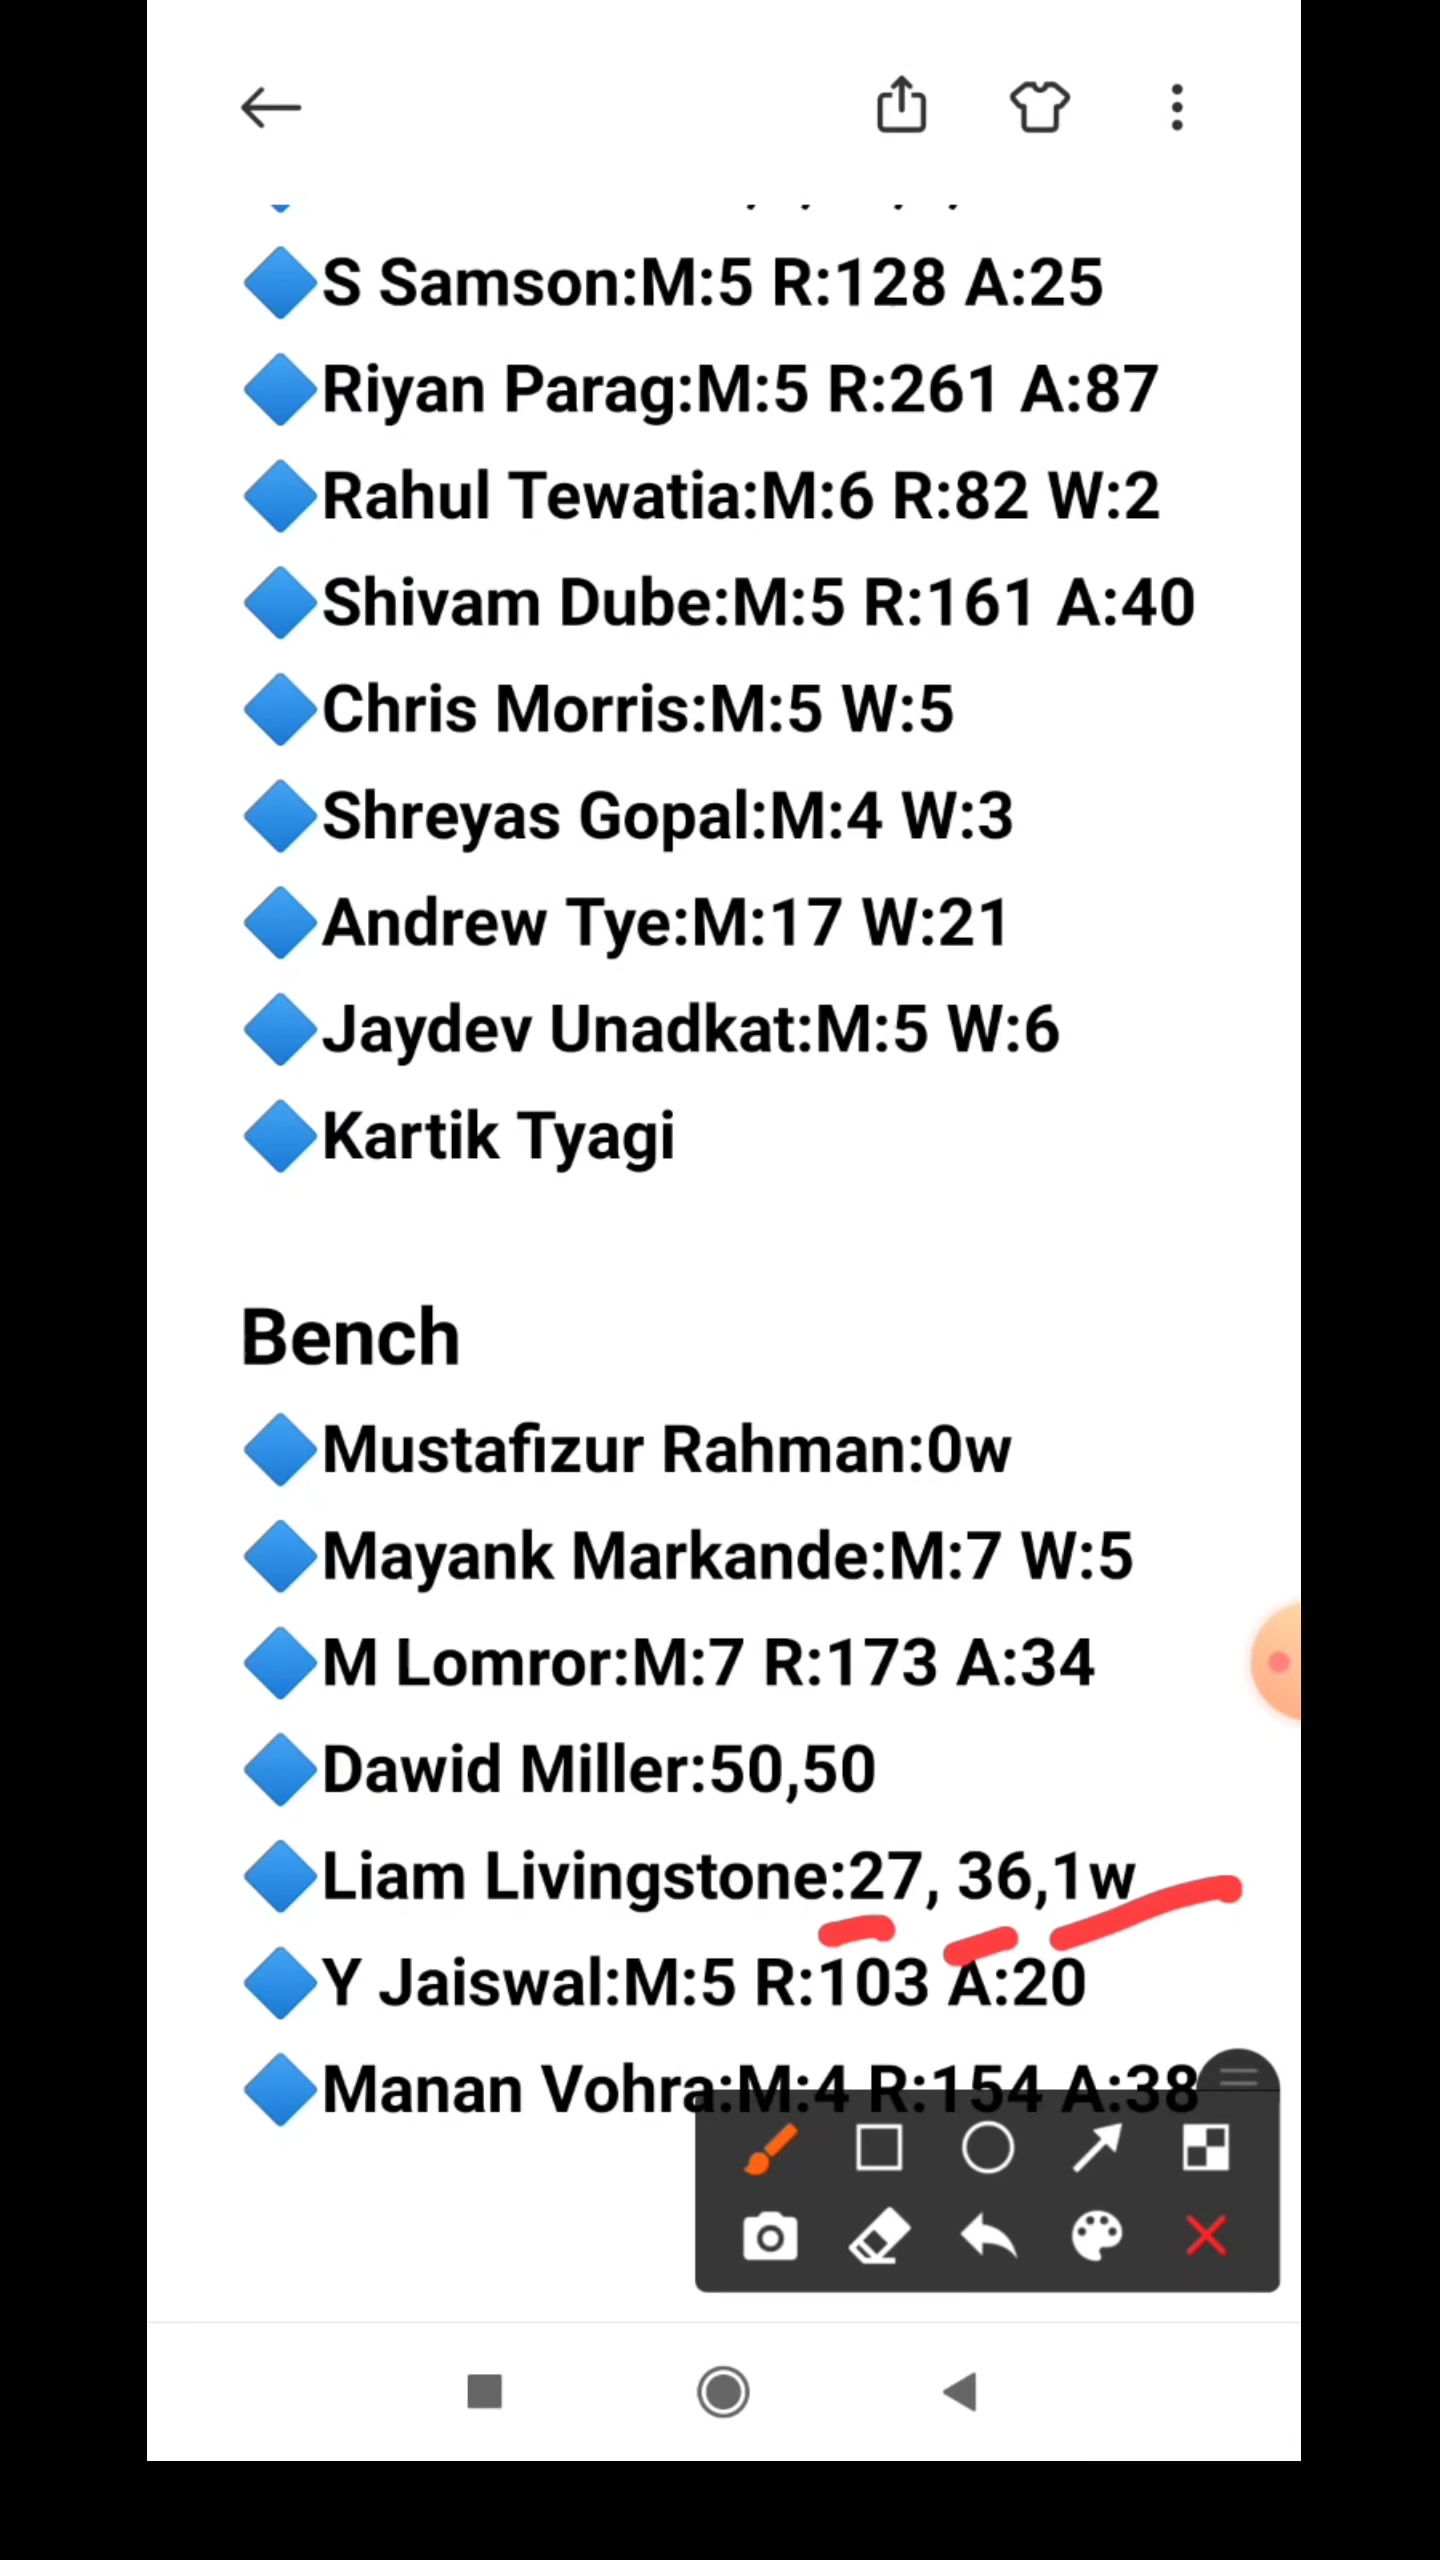 🔷S Samson:M:5 R:128 A:25
🔷Riyan Parag:M:5 R:261 A:87
🔷Rahul Tewatia:M:6 R:82 W:2
🔷Shivam Dube:M:5 R:161 A:40
🔷Chris Morris:M:5 W:5
🔷Shreyas Gopal:M:4 W:3
🔷Andrew Tye:M:17 W:21
🔷Jaydev Unadkat:M:5 W:6
🔷Kartik Tyagi
Bench
🔷Mustafizur Rahman:0w
🔷Mayank Markande:M:7 W:5
🔷M Lomror:M:7 R:173 A:34
🔷Dawid Miller:50,50
🔷Liam Livingstone:27, 36,1w
🔷Y Jaiswal:M:5 R:103 A:20
🔷Manan Vohra:M:4 R:154 A:38